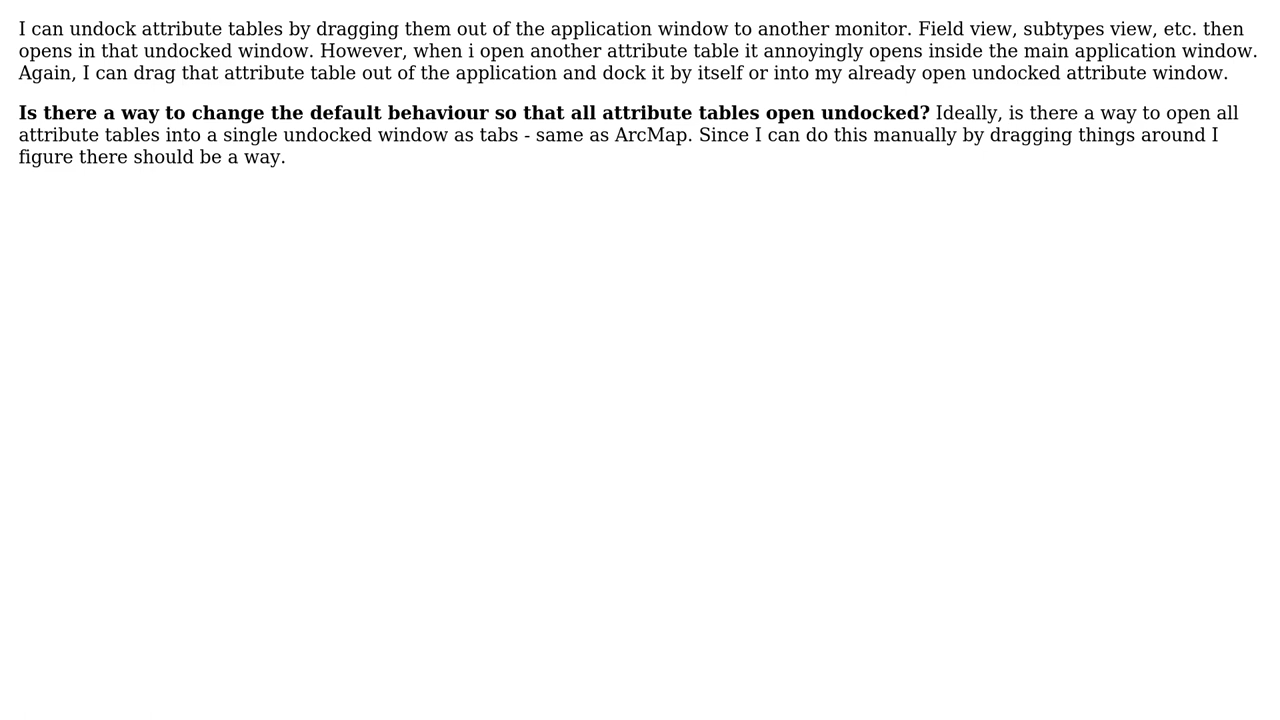 I can undock attribute tables by dragging them out of the application window to another monitor. Field view, subtypes view, etc. then
opens in that undocked window. However, when i open another attribute table it annoyingly opens inside the main application window.
Again, I can drag that attribute table out of the application and dock it by itself or into my already open undocked attribute window.
Is there a way to change the default behaviour so that all attribute tables open undocked? Ideally, is there a way to open all
attribute tables into a single undocked window as tabs - same as ArcMap. Since I can do this manually by dragging things around I
figure there should be a way.